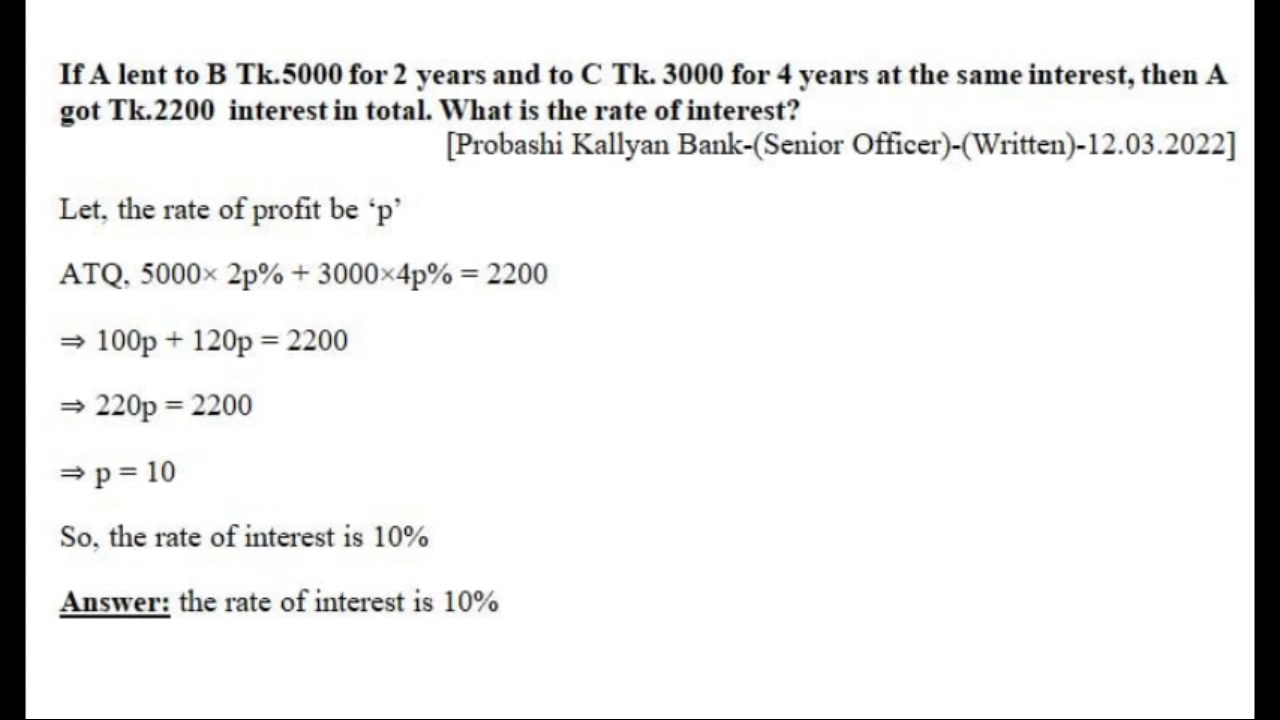 If A lent to B Tk.5000 for 2 years and to C Tk. 3000 for 4 years at the same interest, then A
got Tk.2200 interest in total. What is the rate of interest?
[Probashi Kallyan Bank-(Senior Officer)-(Written)-12.03.2022]
Let, the rate of profit be ‘p’
ATQ, 5000× 2p% + 3000×4p% = 2200
⇒ 100p + 120p = 2200
⇒ 220p = 2200
⇒ p = 10
So, the rate of interest is 10%
Answer: the rate of interest is 10%